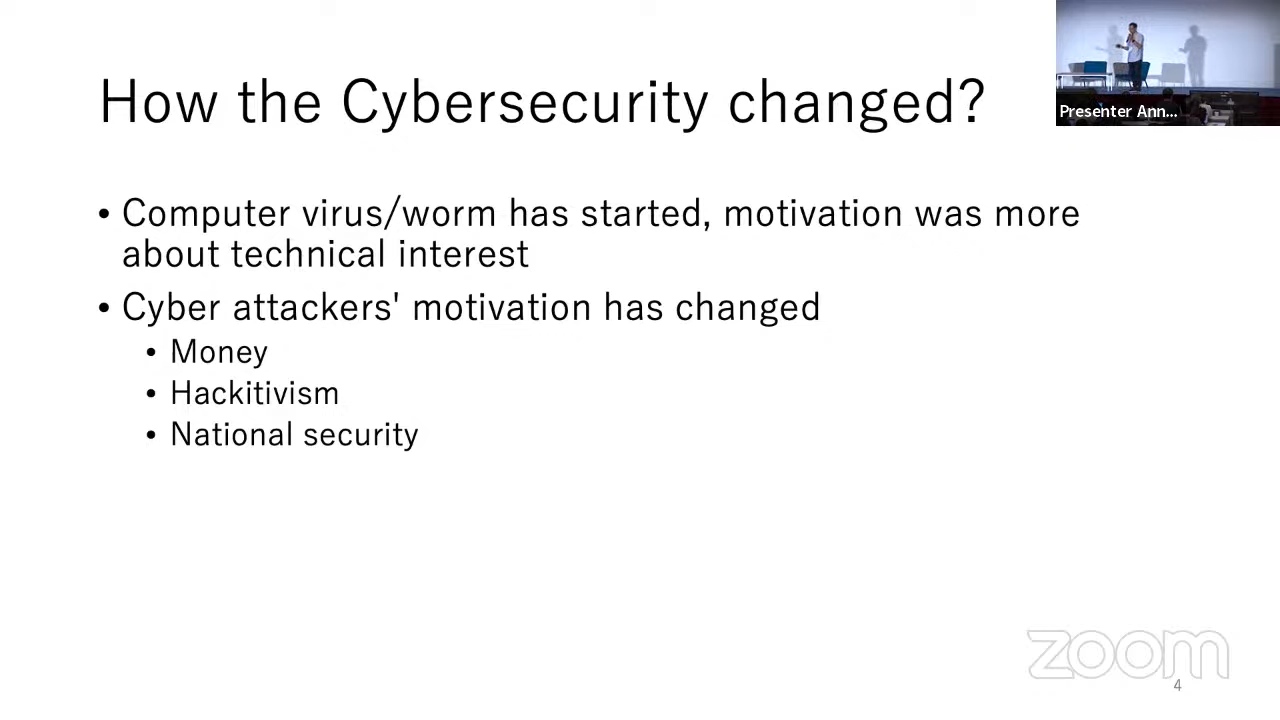 How the Cybersecurity changed?
Presenter Ann...
• Computer virus/worm has started, motivation was more
about technical interest
• Cyber attackers' motivation has changed
• Money
• Hackitivism
• National security
zoom
4